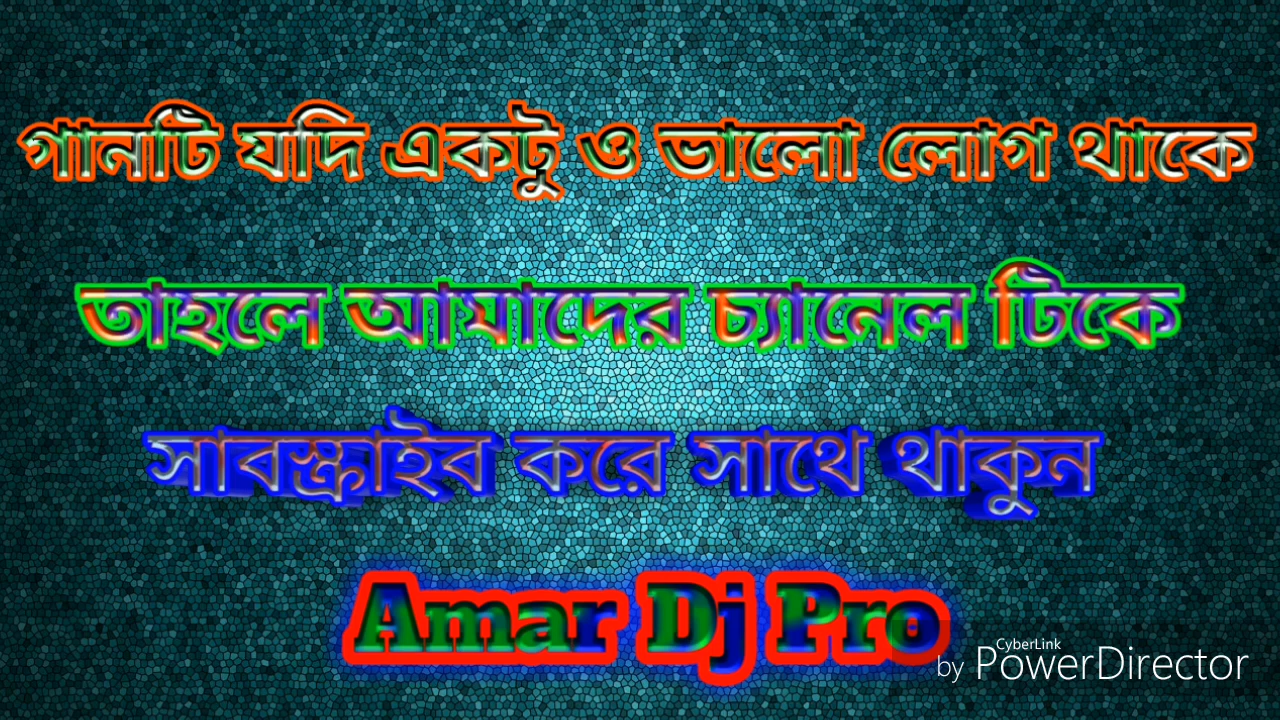 গানটি যদি একটু ও ভালো লোগ থাকে
তাহলে আমাদের চ্যানেল টিকে
সাবস্ক্রাইব করে সাথে থাকুন
Amar Dj Pro
CyberLink
by PowerDirector